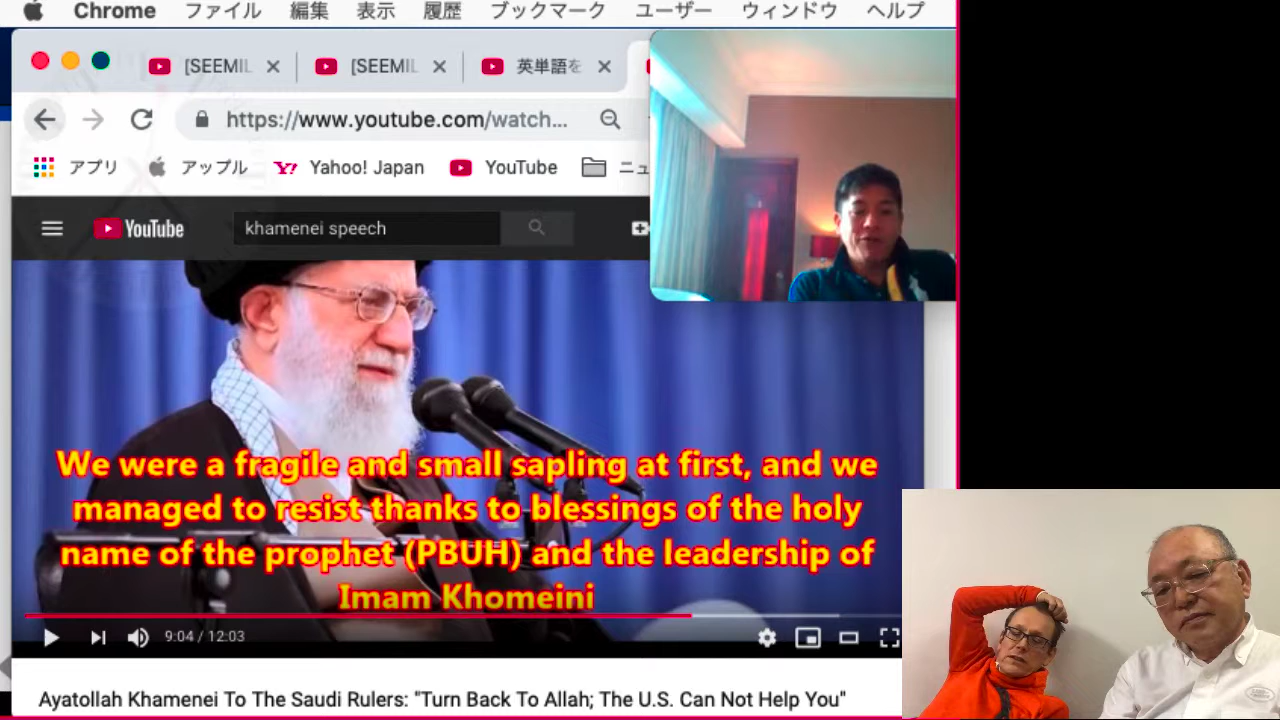 Chrome ファイル 編集 表示 履歴 ブックマーク ユーザー ウィンドウ ヘルプ
[SEEMIL [SEEMIL 英単語を
https://www.youtube.com/watch...
アプリ アップル Yahoo! Japan YouTube ニュ
YouTube khamenei speech
We were a fragile and small sapling at first, and we
managed to resist thanks to blessings of the holy
name of the prophet (PBUH) and the leadership of
Imam Khomeini
9:04 / 12:03
Ayatollah Khamenei To The Saudi Rulers: "Turn Back To Allah; The U.S. Can Not Help You"